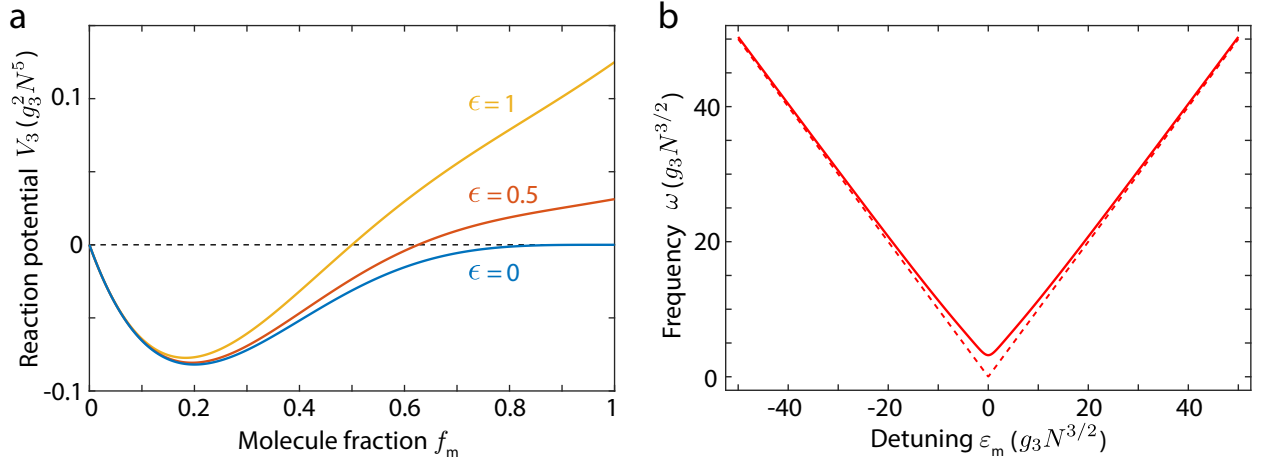 a
Reaction potential V₃ (g₃²N⁵)
0.1
0
-0.1
ϵ = 1
ϵ = 0.5
ϵ = 0
0 0.2 0.4 0.6 0.8 1
Molecule fraction fₘ
b
Frequency ω (g₃N^{3/2})
40
20
0
-40 -20 0 20 40
Detuning εₘ (g₃N^{3/2})